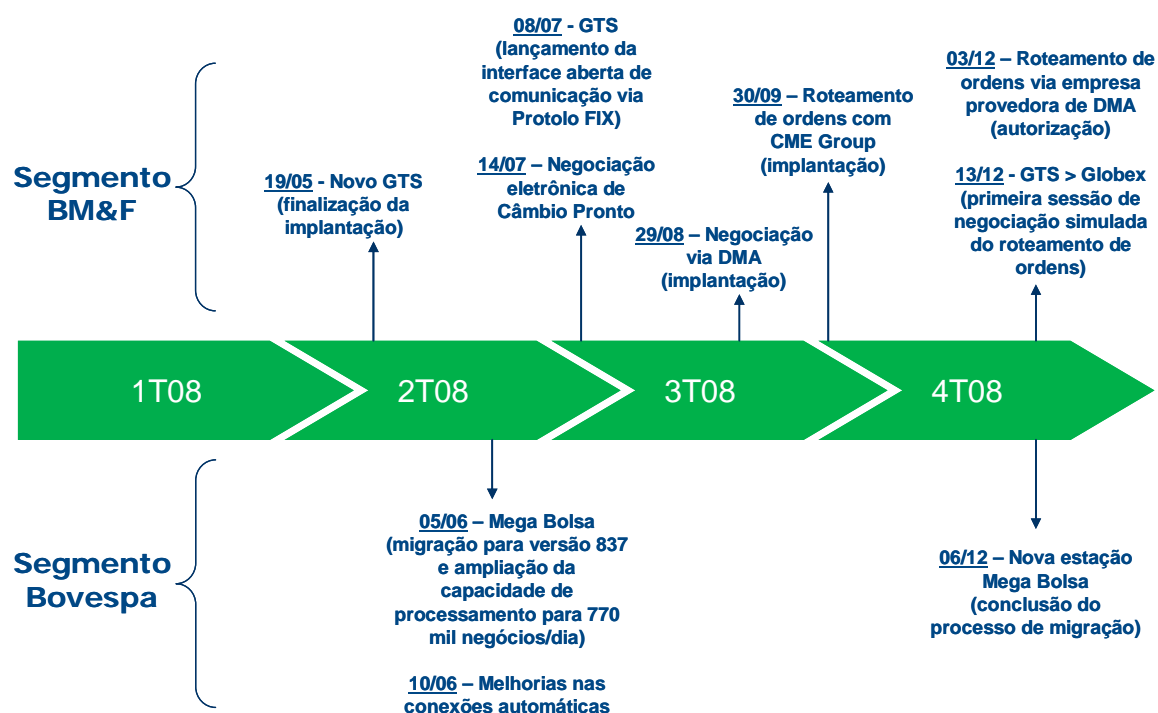 08/07 - GTS
(lançamento da
interface aberta de
comunicação via
Protolo FIX)
03/12 – Roteamento de
ordens via empresa
provedora de DMA
(autorização)
30/09 – Roteamento
de ordens com
CME Group
(implantação)
Segmento
BM&F
19/05 - Novo GTS
(finalização da
implantação)
14/07 – Negociação
eletrônica de
Câmbio Pronto
13/12 - GTS > Globex
(primeira sessão de
negociação simulada
do roteamento de
ordens)
29/08 – Negociação
via DMA
(implantação)
1T08
2T08
3T08
4T08
Segmento
Bovespa
05/06 – Mega Bolsa
(migração para versão 837
e ampliação da
capacidade de
processamento para 770
mil negócios/dia)
06/12 – Nova estação
Mega Bolsa
(conclusão do
processo de migração)
10/06 – Melhorias nas
conexões automáticas